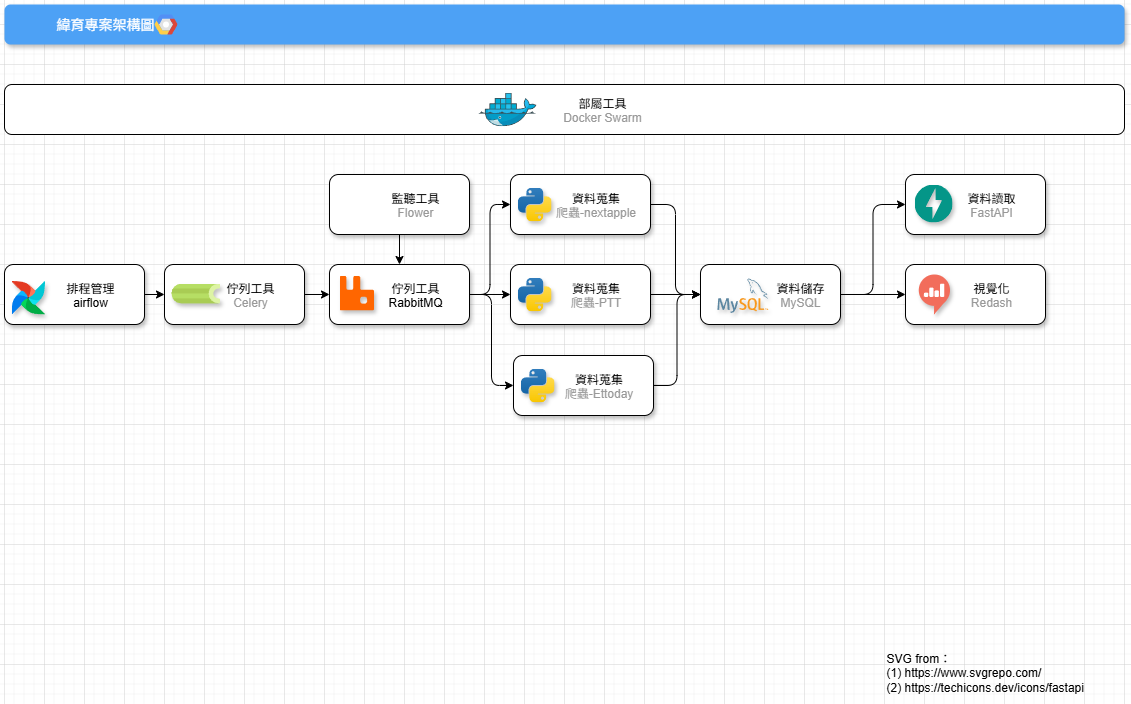 緯育專案架構圖
部屬工具
Docker Swarm
監聽工具
Flower
資料蒐集
爬蟲-nextapple
資料讀取
FastAPI
排程管理
airflow
佇列工具
Celery
佇列工具
RabbitMQ
資料蒐集
爬蟲-PTT
MySQL
資料儲存
MySQL
視覺化
Redash
資料蒐集
爬蟲-Ettoday
SVG from：
(1) https://www.svgrepo.com/
(2) https://techicons.dev/icons/fastapi